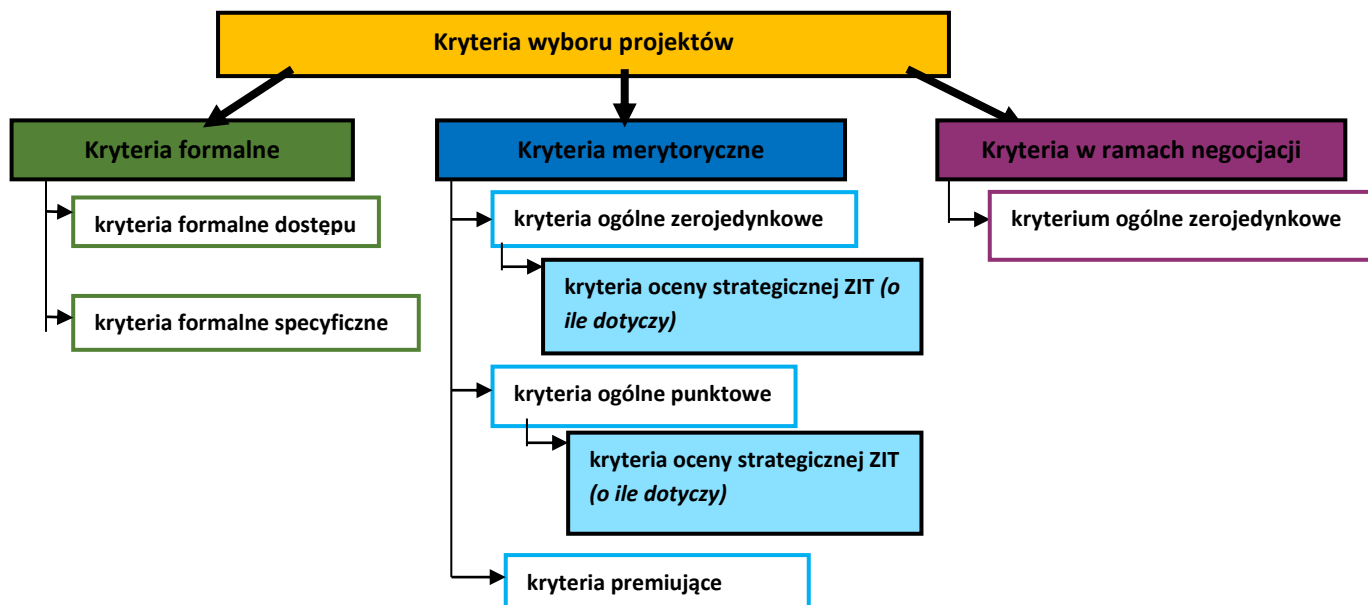 Kryteria wyboru projektów
Kryteria formalne
kryteria formalne dostępu
kryteria formalne specyficzne
Kryteria merytoryczne
kryteria ogólne zerojedynkowe
kryteria oceny strategicznej ZIT (o
ile dotyczy)
kryteria ogólne punktowe
kryteria oceny strategicznej ZIT
(o ile dotyczy)
kryteria premiujące
Kryteria w ramach negocjacji
kryterium ogólne zerojedynkowe